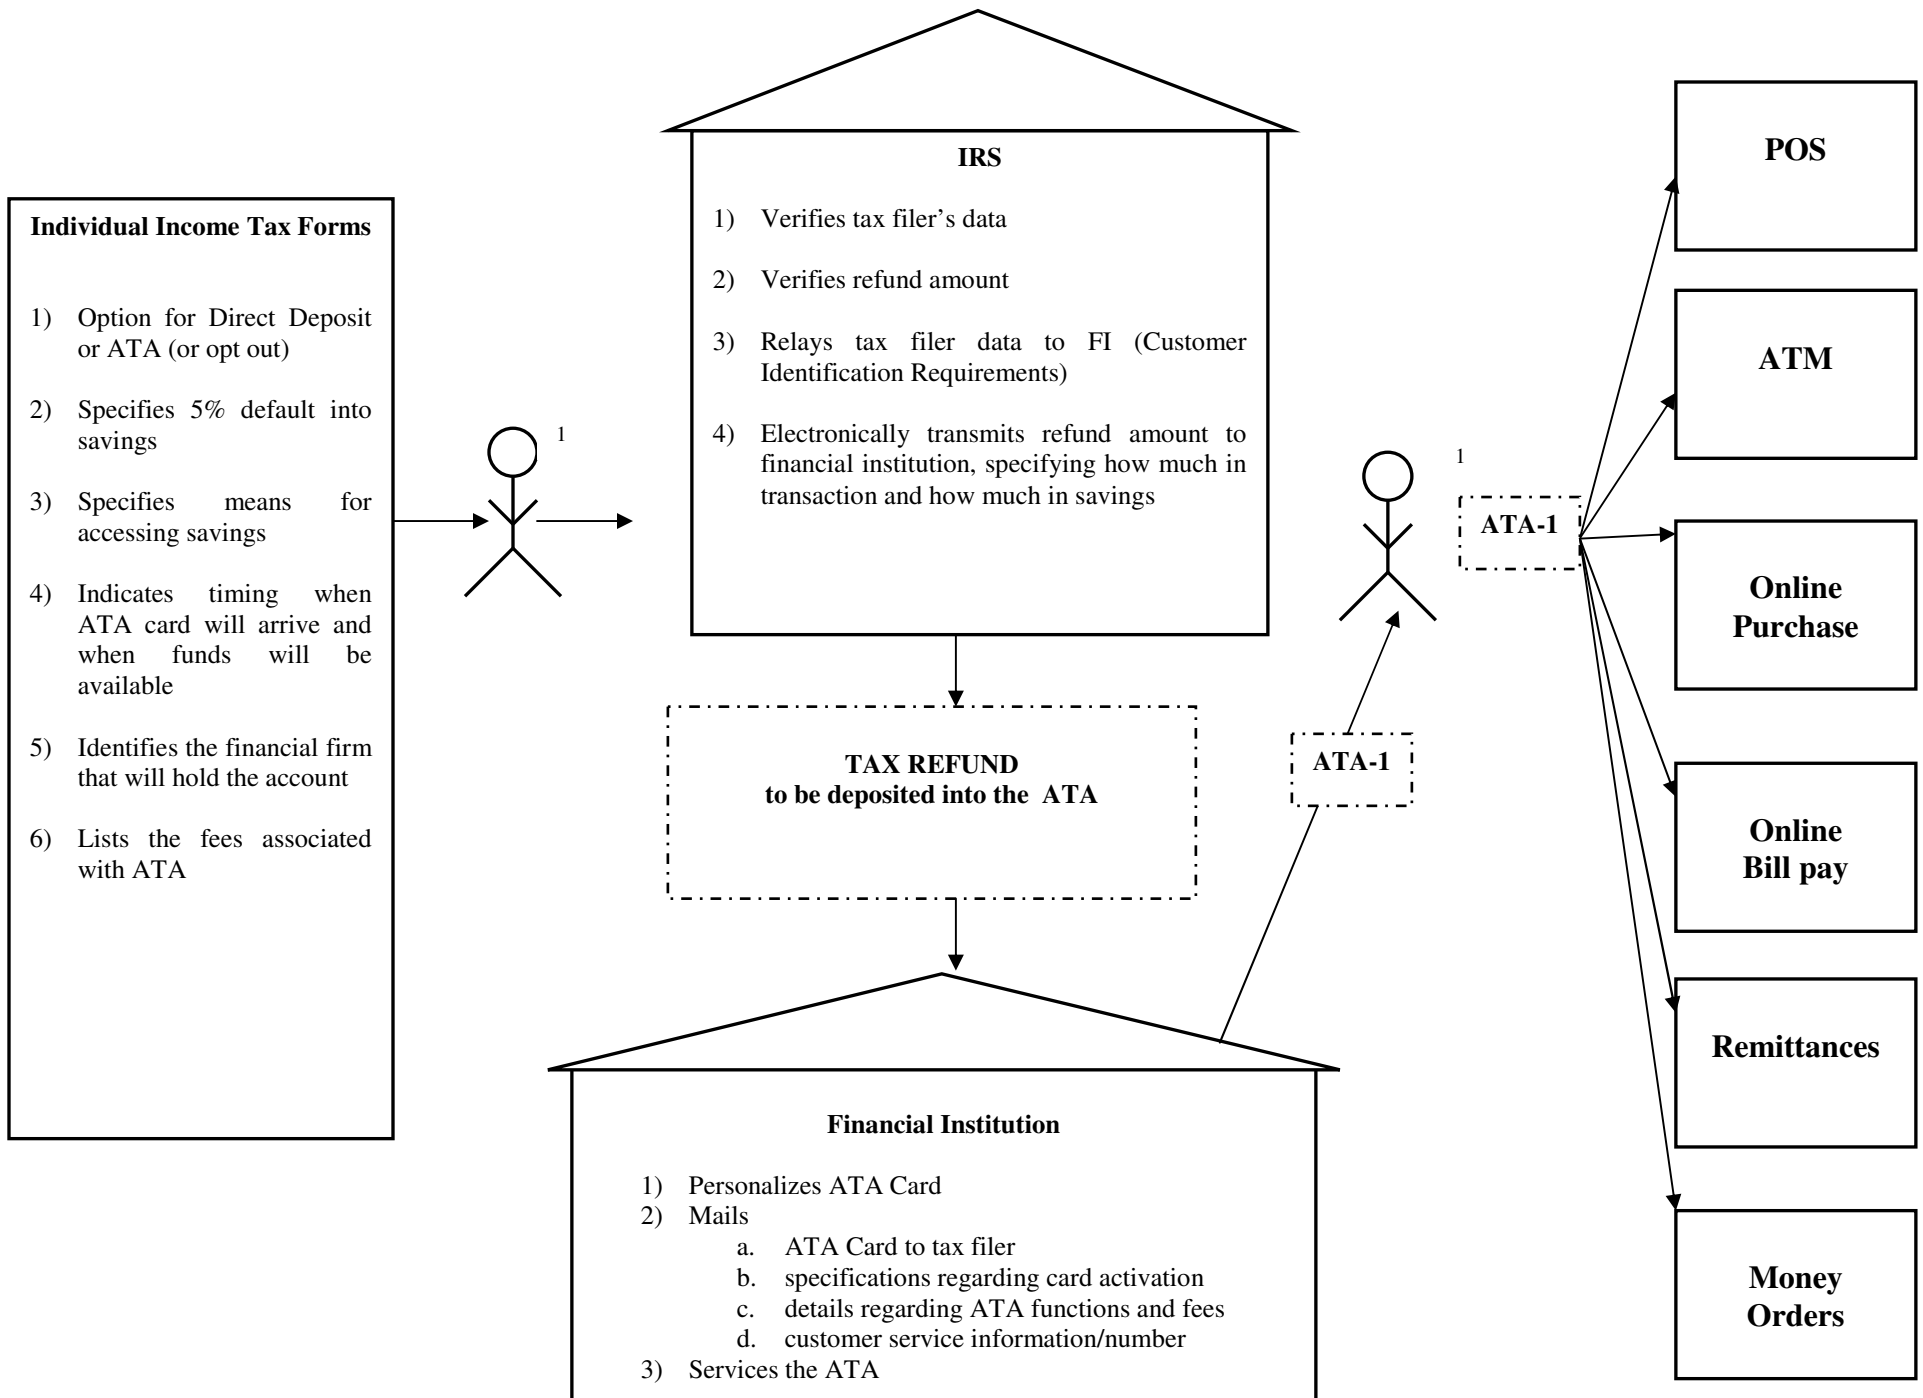 Individual Income Tax Forms
1) Option for Direct Deposit
or ATA (or opt out)
2) Specifies 5% default into
savings
3) Specifies means for
accessing savings
4) Indicates timing when
ATA card will arrive and
when funds will be
available
5) Identifies the financial firm
that will hold the account
6) Lists the fees associated
with ATA
1
IRS
1) Verifies tax filer’s data
2) Verifies refund amount
3) Relays tax filer data to FI (Customer
Identification Requirements)
4) Electronically transmits refund amount to
financial institution, specifying how much in
transaction and how much in savings
TAX REFUND
to be deposited into the ATA
Financial Institution
1) Personalizes ATA Card
2) Mails
a. ATA Card to tax filer
b. specifications regarding card activation
c. details regarding ATA functions and fees
d. customer service information/number
3) Services the ATA
ATA-1
1
ATA-1
POS
ATM
Online
Purchase
Online
Bill pay
Remittances
Money
Orders